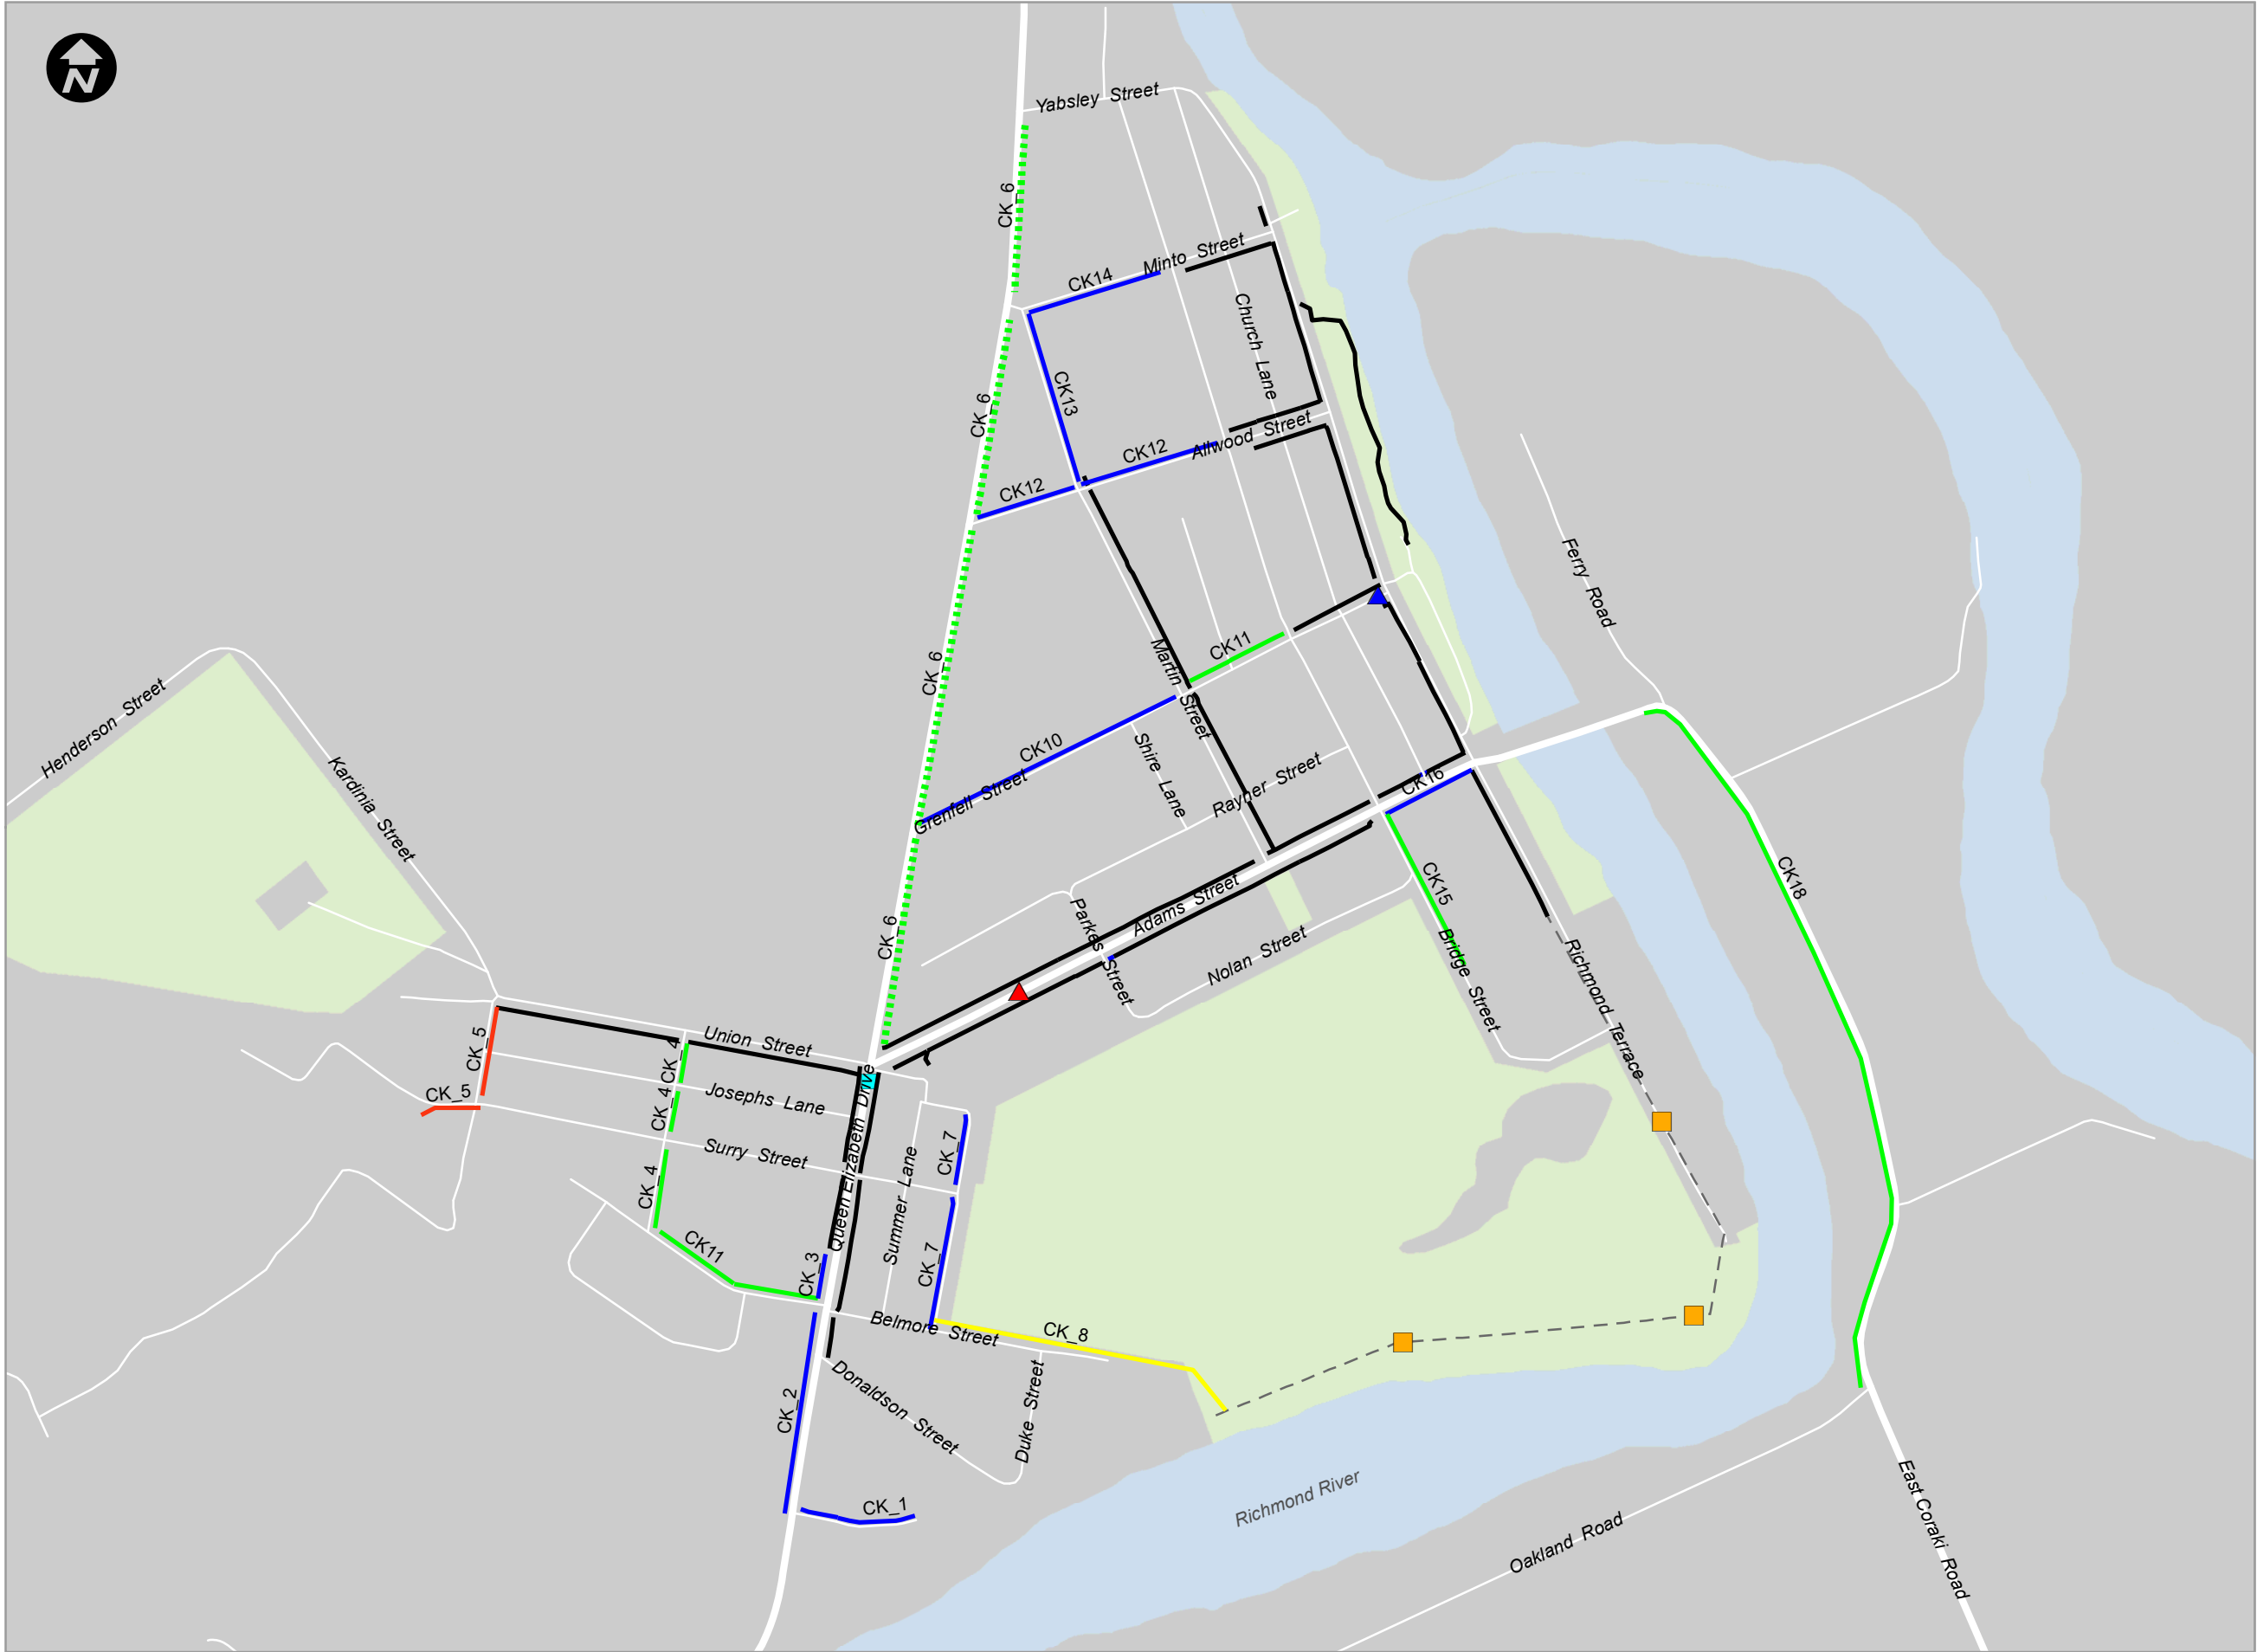 N
Yabsley Street
CK_6
Minto Street
CK14
Church Lane
CK13
CK_6
Allwood Street
CK12
CK12
Ferry Road
CK11
Martin Street
CK_6
Henderson Street
Kardinia Street
CK10
Shire Lane
Rayner Street
Grenfell Street
CK16
CK15
CK18
Adams Street
Parkes Street
CK_6
Nolan Street
Bridge Street
Richmond Terrace
Union Street
CK_5
CK_4
CK_5
Josephs Lane
CK_4
Queen Elizabeth Drive
Surry Street
CK_7
Summer Lane
CK_4
CK11
CK_3
CK_7
Belmore Street
CK_8
Donaldson Street
Duke Street
CK_2
CK_1
Richmond River
Oakland Road
East Coraki Road